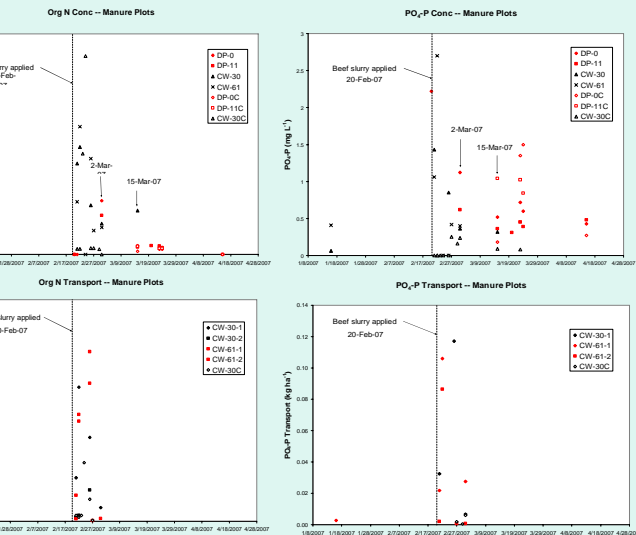 Org N Conc -- Manure Plots
rry applied
-Feb-
DP-0
DP-11
CW-30
CW-61
DP-0C
DP-11C
CW-30C
2-Mar-
15-Mar-07
1/28/2007 2/7/2007 2/17/2007 2/27/2007 3/9/2007 3/19/2007 3/29/2007 4/8/2007 4/18/2007 4/28/2007
PO4-P Conc -- Manure Plots
3
2.5
2
1.5
1
0.5
0
PO4-P (mg L-1)
Beef slurry applied
20-Feb-07
2-Mar-07
15-Mar-07
DP-0
DP-11
CW-30
CW-61
DP-0C
DP-11C
CW-30C
1/8/2007 1/18/2007 1/28/2007 2/7/2007 2/17/2007 2/27/2007 3/9/2007 3/19/2007 3/29/2007 4/8/2007 4/18/2007 4/28/200
Org N Transport -- Manure Plots
slurry applied
0-Feb-07
CW-30-1
CW-30-2
CW-61-1
CW-61-2
CW-30C
1/28/2007 2/7/2007 2/17/2007 2/27/2007 3/9/2007 3/19/2007 3/29/2007 4/8/2007 4/18/2007 4/28/2007
PO4-P Transport -- Manure Plots
0.14
0.12
0.10
0.08
0.06
0.04
0.02
0.00
PO4-P Transport (kg ha-1)
Beef slurry applied
20-Feb-07
CW-30-1
CW-61-1
CW-61-2
CW-30C
1/8/2007 1/18/2007 1/28/2007 2/7/2007 2/17/2007 2/27/2007 3/9/2007 3/19/2007 3/29/2007 4/8/2007 4/18/2007 4/28/200